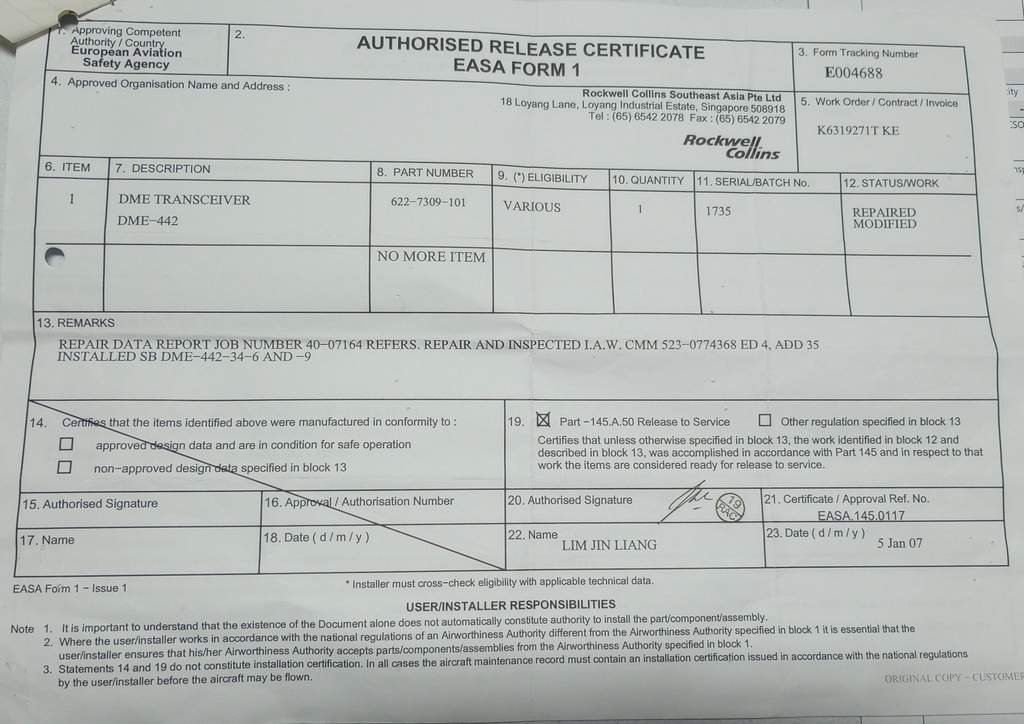 1. Approving Competent
Authority / Country
European Aviation
Safety Agency
2.
AUTHORISED RELEASE CERTIFICATE
EASA FORM 1
3. Form Tracking Number
E004688
4. Approved Organisation Name and Address :
Rockwell Collins Southeast Asia Pte Ltd
18 Loyang Lane, Loyang Industrial Estate, Singapore 508918
Tel : (65) 6542 2078 Fax : (65) 6542 2079
Rockwell
Collins
5. Work Order / Contract / Invoice
K6319271T KE
6. ITEM
7. DESCRIPTION
8. PART NUMBER
9. (*) ELIGIBILITY
10. QUANTITY
11. SERIAL/BATCH No.
12. STATUS/WORK
1
DME TRANSCEIVER
DME-442
622-7309-101
VARIOUS
1
1735
REPAIRED
MODIFIED
NO MORE ITEM
13. REMARKS
REPAIR DATA REPORT JOB NUMBER 40-07164 REFERS. REPAIR AND INSPECTED I.A.W. CMM 523-0774368 ED 4, ADD 35
INSTALLED SB DME-442-34-6 AND -9
14. Certifies that the items identified above were manufactured in conformity to :
approved design data and are in condition for safe operation
non-approved design data specified in block 13
19. Part -145.A.50 Release to Service
Other regulation specified in block 13
Certifies that unless otherwise specified in block 13, the work identified in block 12 and
described in block 13, was accomplished in accordance with Part 145 and in respect to that
work the items are considered ready for release to service.
15. Authorised Signature
16. Approval / Authorisation Number
20. Authorised Signature
19
RAC
21. Certificate / Approval Ref. No.
EASA.145.0117
17. Name
18. Date ( d / m / y )
22. Name
LIM JIN LIANG
23. Date ( d / m / y )
5 Jan 07
EASA Form 1 - Issue 1
* Installer must cross-check eligibility with applicable technical data.
USER/INSTALLER RESPONSIBILITIES
Note 1. It is important to understand that the existence of the Document alone does not automatically constitute authority to install the part/component/assembly.
2. Where the user/installer works in accordance with the national regulations of an Airworthiness Authority different from the Airworthiness Authority specified in block 1 it is essential that the
user/installer ensures that his/her Airworthiness Authority accepts parts/components/assemblies from the Airworthiness Authority specified in block 1.
3. Statements 14 and 19 do not constitute installation certification. In all cases the aircraft maintenance record must contain an installation certification issued in accordance with the national regulations
by the user/installer before the aircraft may be flown.
ORIGINAL COPY - CUSTOMER